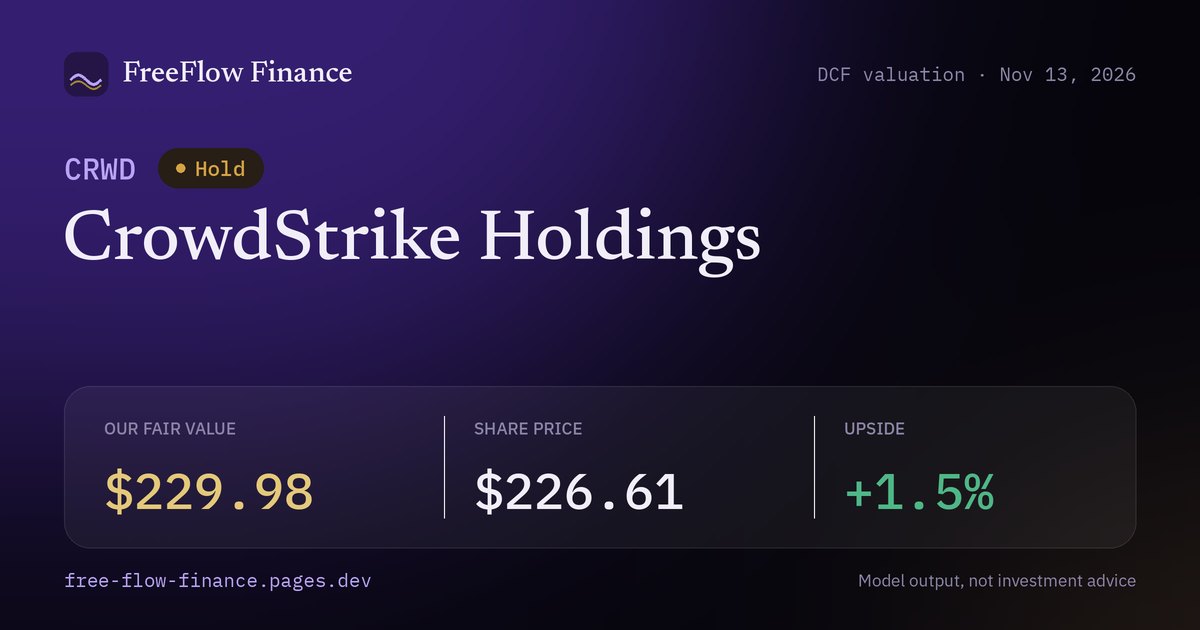 FreeFlow Finance
DCF valuation · Nov 13, 2026
CRWD
Hold
CrowdStrike Holdings
OUR FAIR VALUE
$229.98
SHARE PRICE
$226.61
UPSIDE
+1.5%
free-flow-finance.pages.dev
Model output, not investment advice